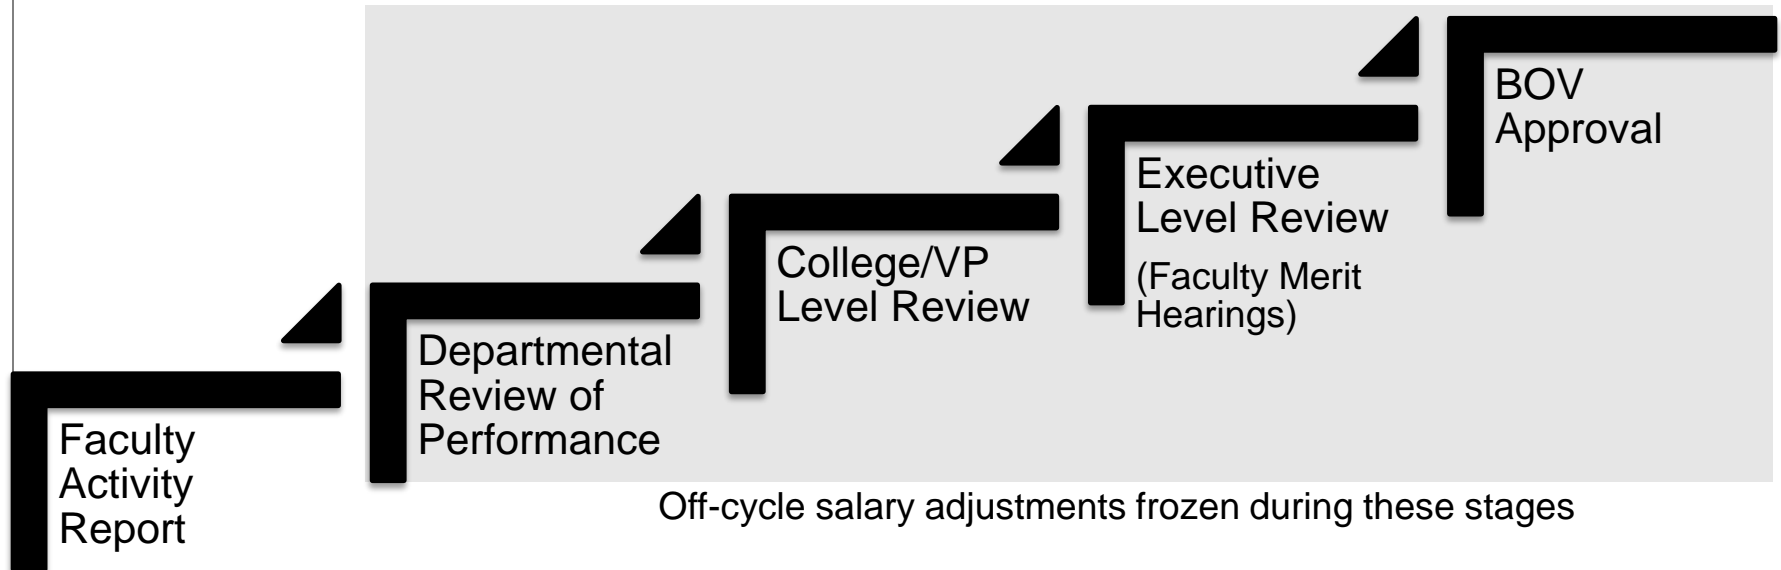 Faculty
Activity
Report
Departmental
Review of
Performance
College/VP
Level Review
Executive
Level Review
(Faculty Merit
Hearings)
BOV
Approval
Off-cycle salary adjustments frozen during these stages